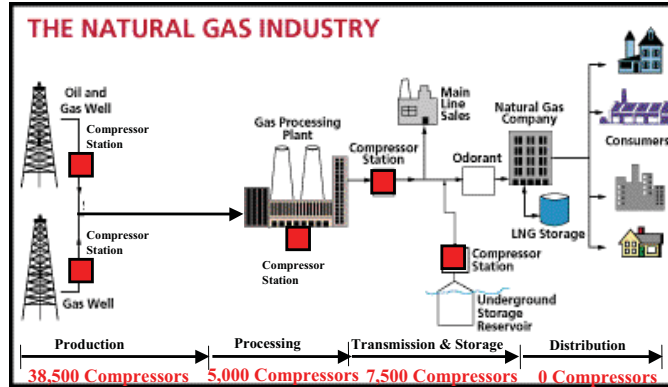 THE NATURAL GAS INDUSTRY
Oil and
Gas Well
Compressor
Station
Compressor
Station
Gas Well
Gas Processing
Plant
Compressor
Station
Compressor
Station
Main
Line
Sales
Odorant
Natural Gas
Company
LNG Storage
Consumers
Compressor
Station
Underground
Storage
Reservoir
Production
Processing
Transmission & Storage
Distribution
38,500 Compressors
5,000 Compressors
7,500 Compressors
0 Compressors